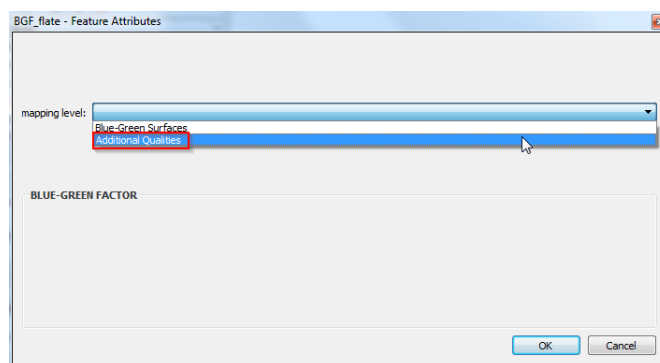 BGF_flate - Feature Attributes
mapping level:
Blue-Green Surfaces
Additional Qualities
BLUE-GREEN FACTOR
OK Cancel